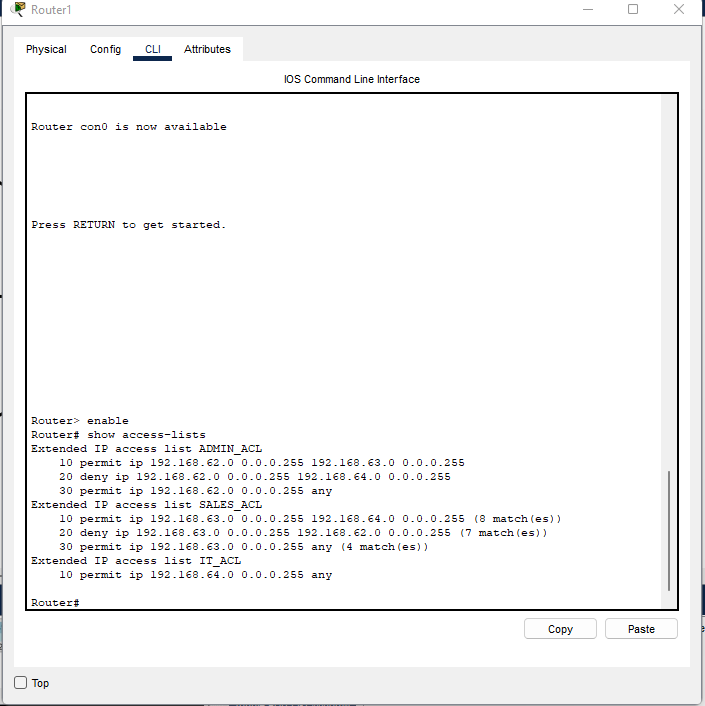 Router1
Physical Config CLI Attributes
IOS Command Line Interface
Router con0 is now available
Press RETURN to get started.
Router> enable
Router# show access-lists
Extended IP access list ADMIN_ACL
10 permit ip 192.168.62.0 0.0.0.255 192.168.63.0 0.0.0.255
20 deny ip 192.168.62.0 0.0.0.255 192.168.64.0 0.0.0.255
30 permit ip 192.168.62.0 0.0.0.255 any
Extended IP access list SALES_ACL
10 permit ip 192.168.63.0 0.0.0.255 192.168.64.0 0.0.0.255 (8 match(es))
20 deny ip 192.168.63.0 0.0.0.255 192.168.62.0 0.0.0.255 (7 match(es))
30 permit ip 192.168.63.0 0.0.0.255 any (4 match(es))
Extended IP access list IT_ACL
10 permit ip 192.168.64.0 0.0.0.255 any
Router#
Copy Paste
Top